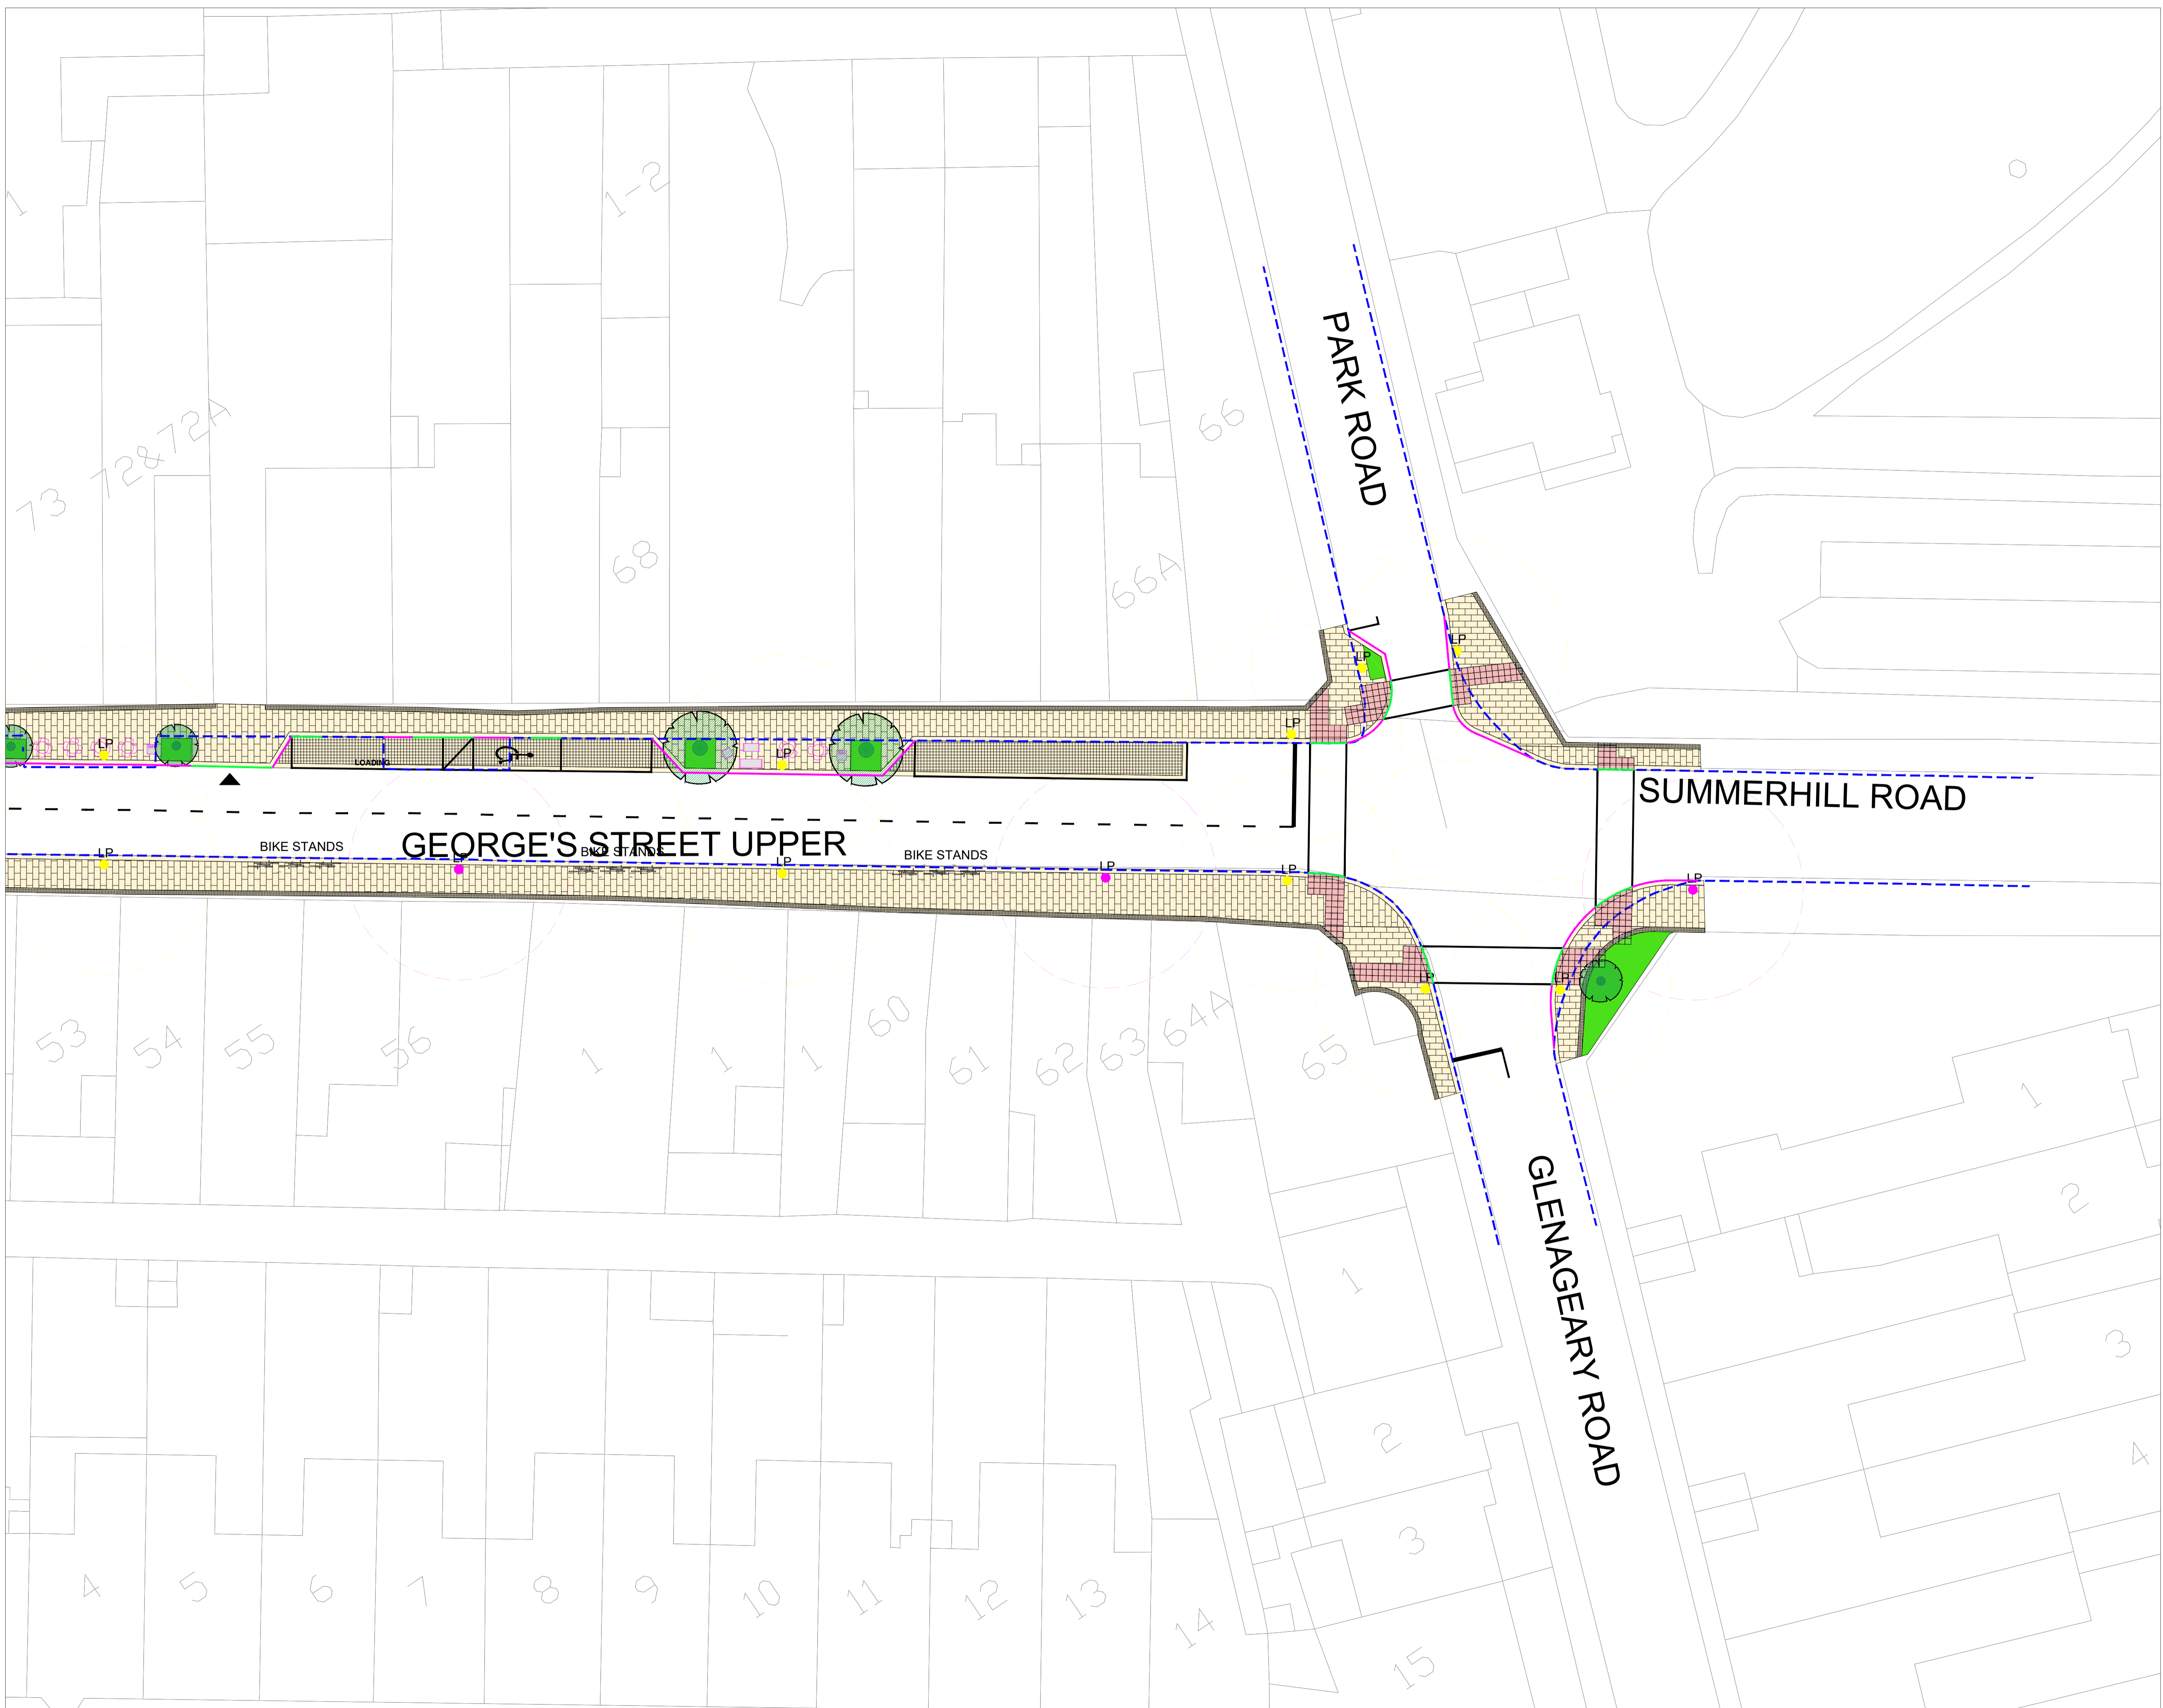 1
1-2
73
72&72A
68
66A
66
PARK ROAD
LP
LP
LP
LP
LP
LOADING
SUMMERHILL ROAD
GEORGE'S STREET UPPER
LP
BIKE STANDS
LP
BIKE STANDS
LP
BIKE STANDS
LP
LP
LP
LP
LP
53
54
55
56
1
1
1
60
61
62
63
64A
65
1
2
3
4
GLENAGEARY ROAD
1
2
3
15
4
5
6
7
8
9
10
11
12
13
14